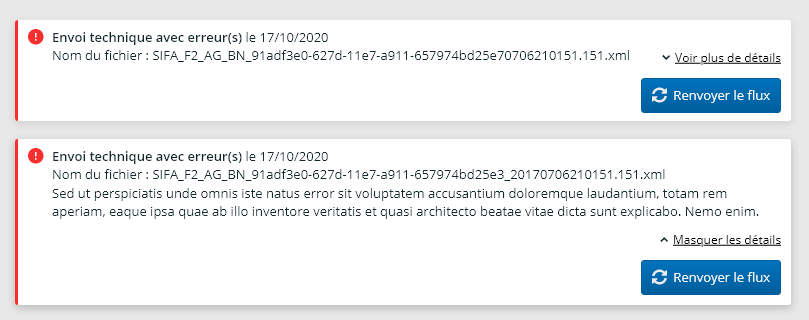 Envoi technique avec erreur(s) le 17/10/2020
Nom du fichier : SIFA_F2_AG_BN_91adf3e0-627d-11e7-a911-657974bd25e70706210151.151.xml
Voir plus de détails
Renvoyer le flux
Envoi technique avec erreur(s) le 17/10/2020
Nom du fichier : SIFA_F2_AG_BN_91adf3e0-627d-11e7-a911-657974bd25e3_20170706210151.151.xml
Sed ut perspiciatis unde omnis iste natus error sit voluptatem accusantium doloremque laudantium, totam rem
aperiam, eaque ipsa quae ab illo inventore veritatis et quasi architecto beatae vitae dicta sunt explicabo. Nemo enim.
Masquer les détails
Renvoyer le flux